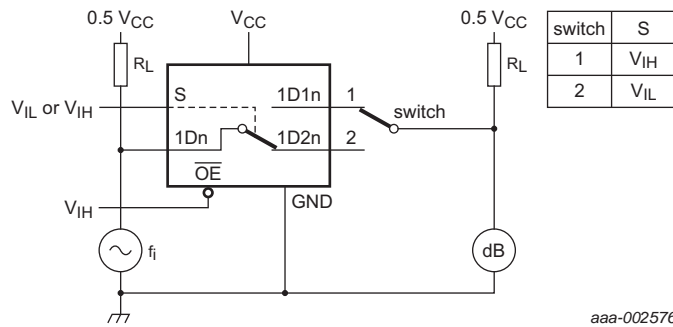 0.5 VCC
VCC
0.5 VCC
switch S
1 VIH
2 VIL
RL
RL
S
1D1n
1
VIL or VIH
switch
1Dn
1D2n
2
OE
GND
VIH
fi
dB
aaa-002576